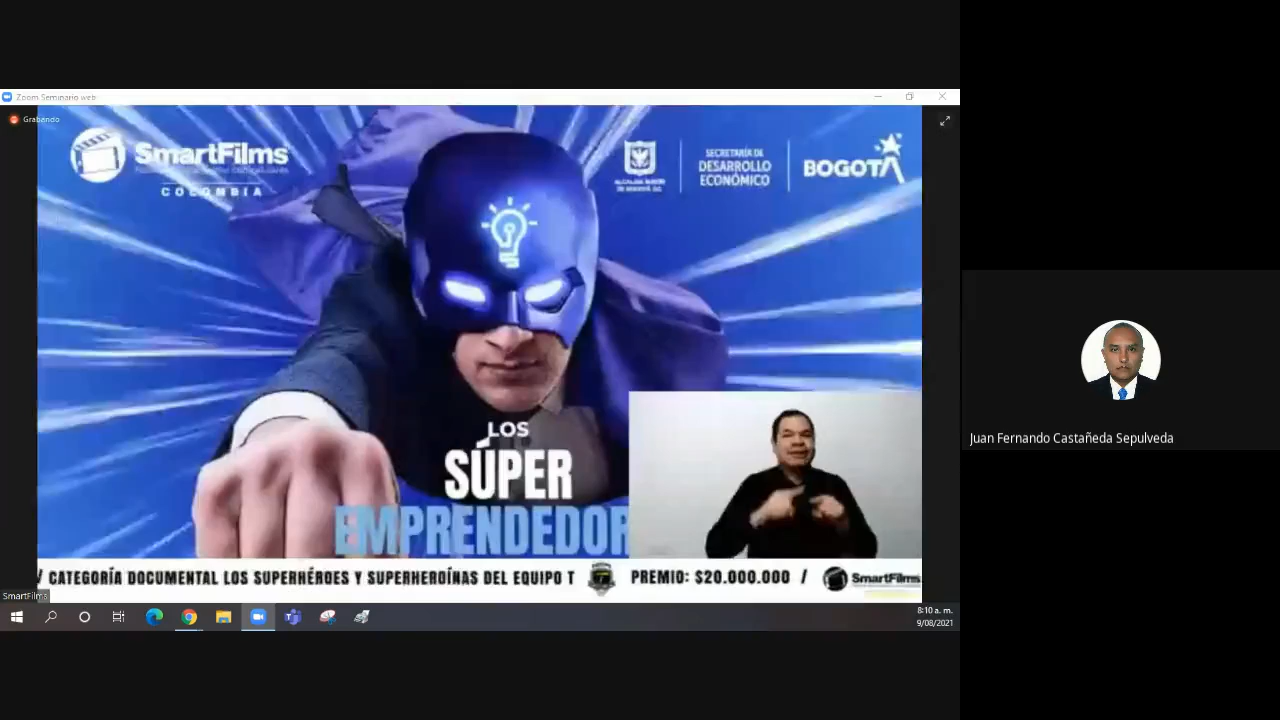 Zoom Seminario web
Grabando
SmartFilms
COLOMBIA
SECRETARÍA DE
DESARROLLO
ECONÓMICO
BOGOTÁ
LOS
SÚPER
EMPRENDEDOR
/ CATEGORÍA DOCUMENTAL LOS SUPERHÉROES Y SUPERHEROÍNAS DEL EQUIPO T PREMIO: $20.000.000 / SmartFilms
SmartFilms
Juan Fernando Castañeda Sepulveda
8:10 a. m.
9/08/2021